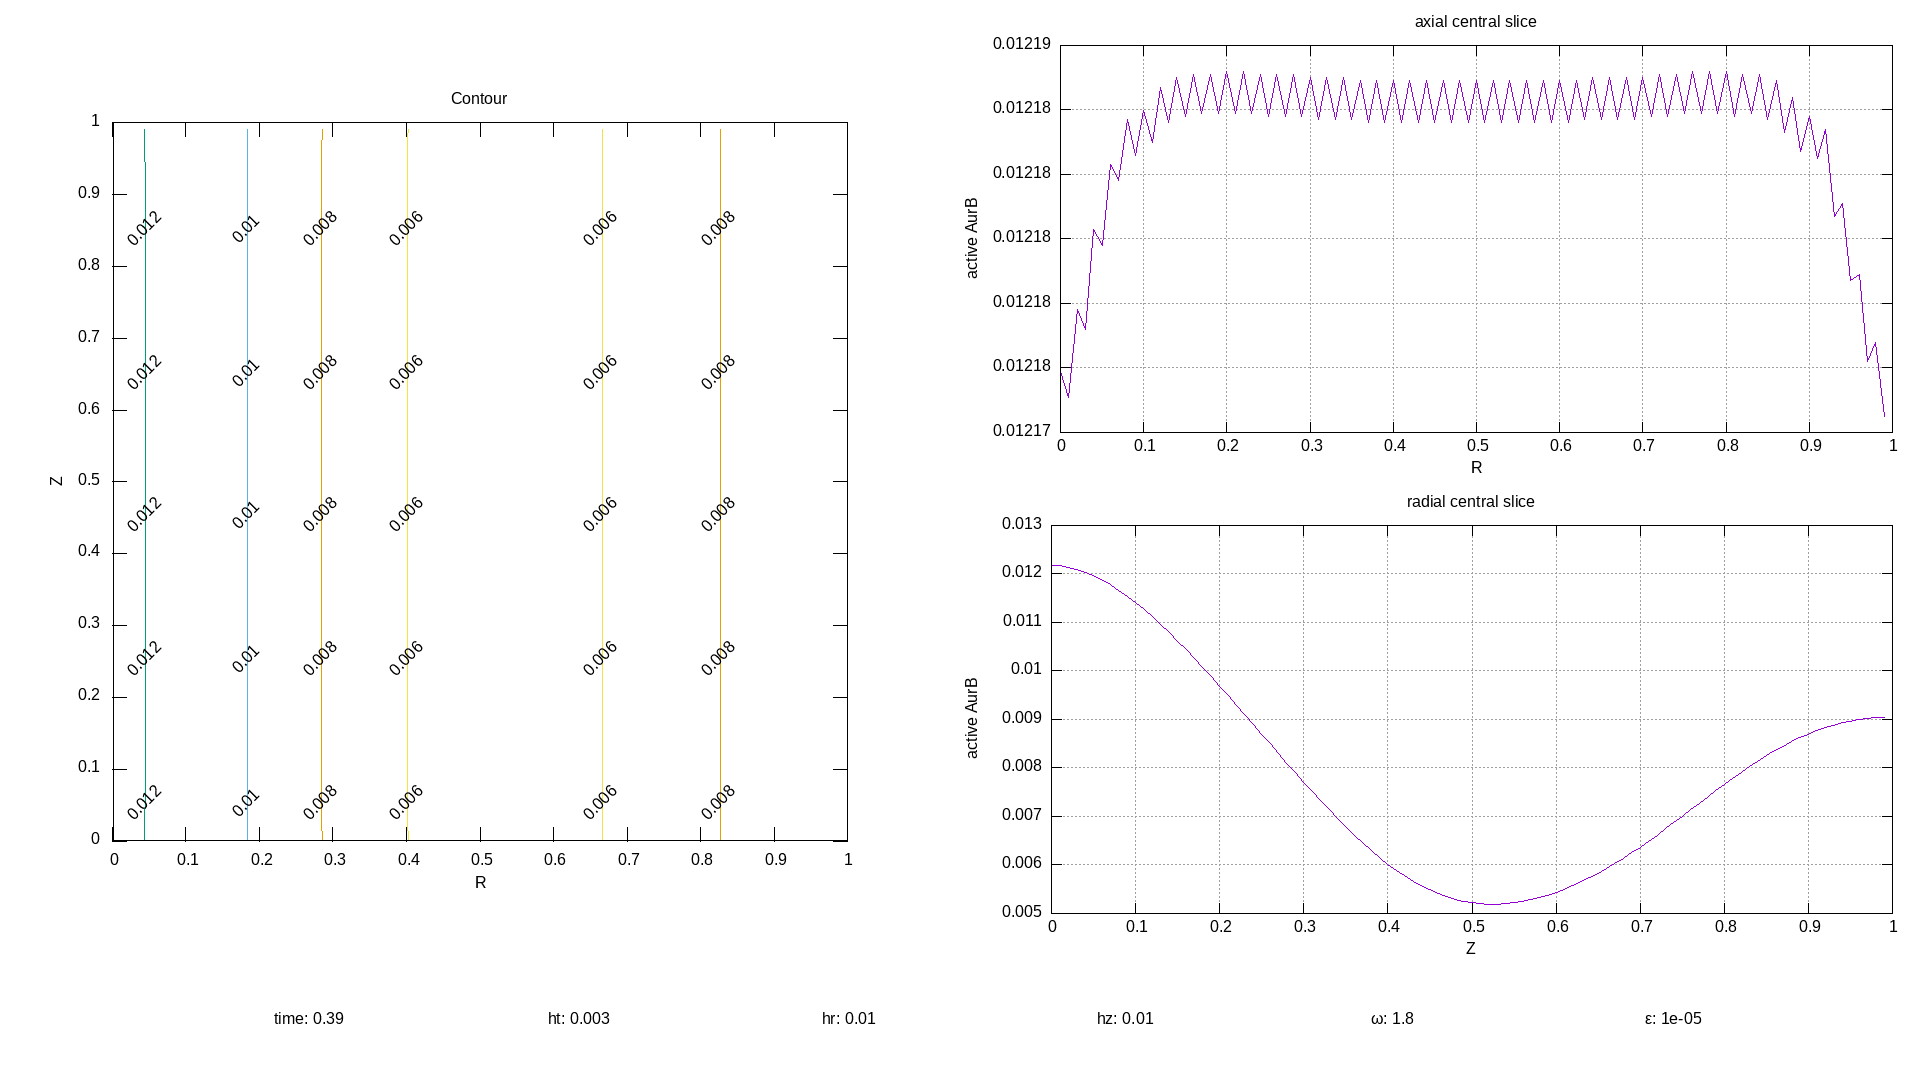 Contour
1
0.9
0.8
0.7
0.6
0.5
0.4
0.3
0.2
0.1
0
Z
0.012 0.01 0.008 0.006 0.006 0.008
0.012 0.01 0.008 0.006 0.006 0.008
0.012 0.01 0.008 0.006 0.006 0.008
0.012 0.01 0.008 0.006 0.006 0.008
0.012 0.01 0.008 0.006 0.006 0.008
0 0.1 0.2 0.3 0.4 0.5 0.6 0.7 0.8 0.9 1
R
axial central slice
0.01219
0.01218
0.01218
0.01218
0.01218
0.01218
0.01217
active AurB
0 0.1 0.2 0.3 0.4 0.5 0.6 0.7 0.8 0.9 1
R
radial central slice
0.013
0.012
0.011
0.01
0.009
0.008
0.007
0.006
0.005
active AurB
0 0.1 0.2 0.3 0.4 0.5 0.6 0.7 0.8 0.9 1
Z
time: 0.39 ht: 0.003 hr: 0.01 hz: 0.01 ω: 1.8 ε: 1e-05